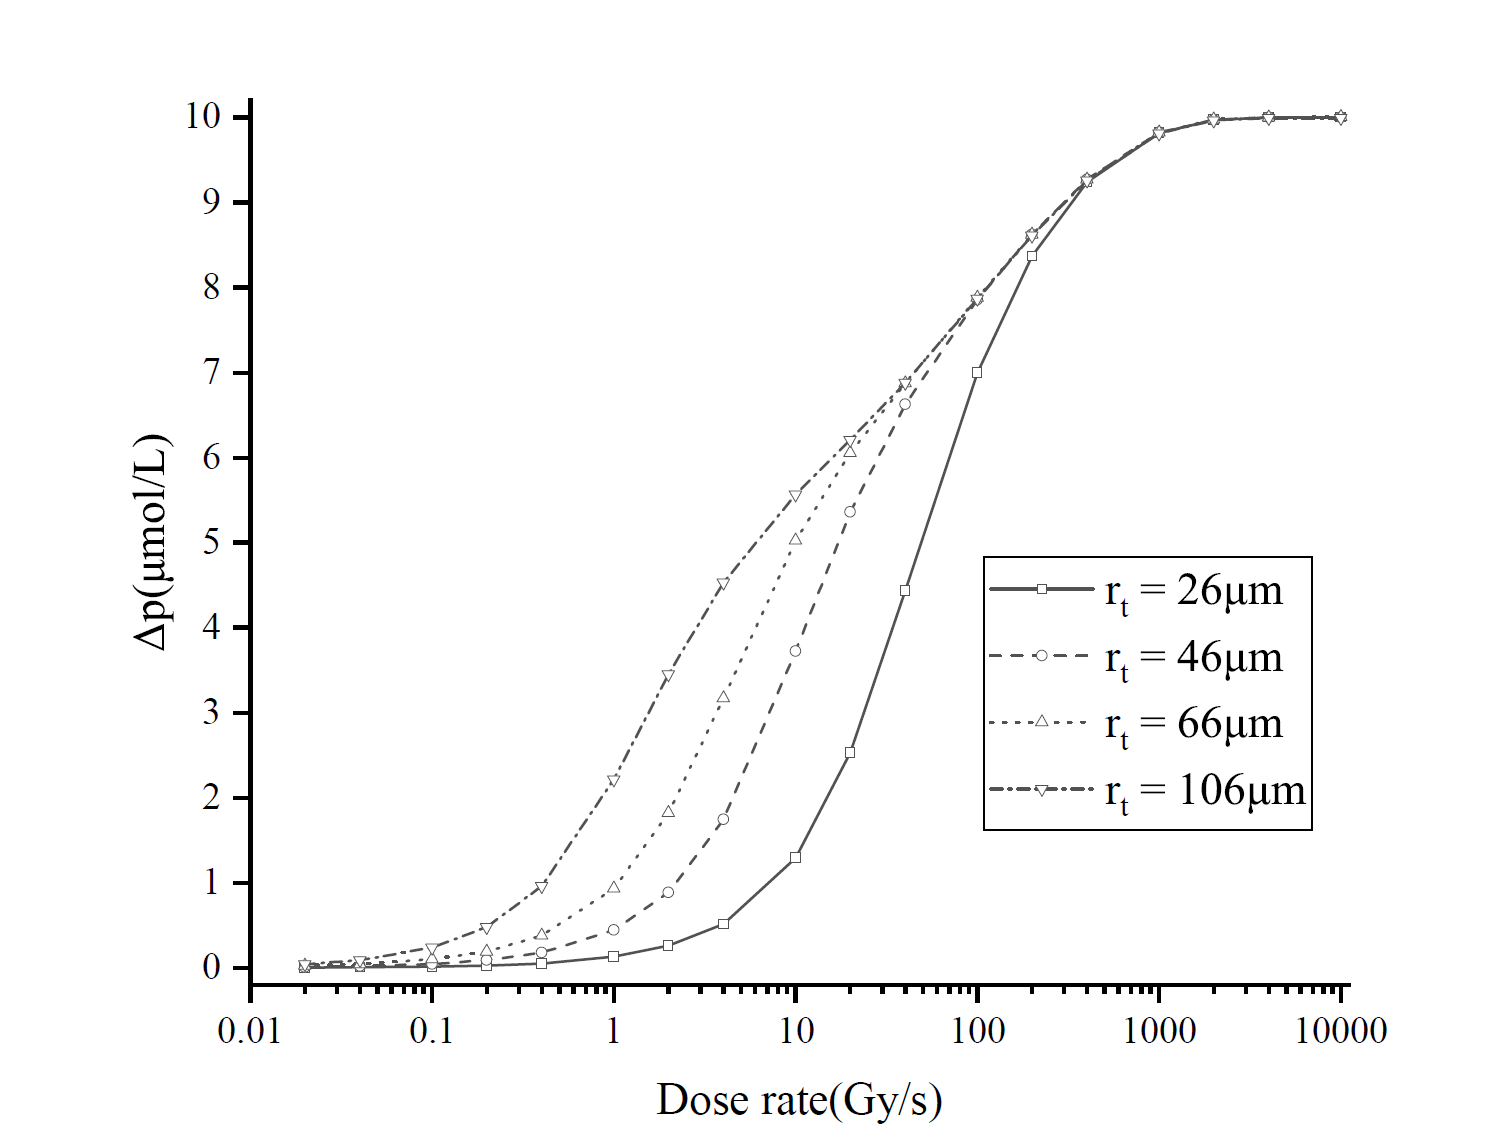 10
9
8
7
6
5
4
3
2
1
0
Δp(μmol/L)
0.01 0.1 1 10 100 1000 10000
Dose rate(Gy/s)
rt = 26μm
rt = 46μm
rt = 66μm
rt = 106μm